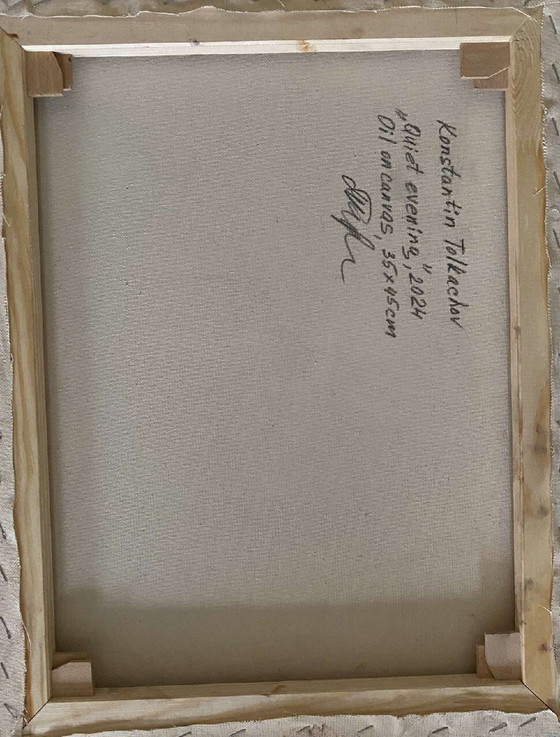 Konstantin Tolkachov
„Quiet evening", 2024
Oil on canvas, 35x45cm